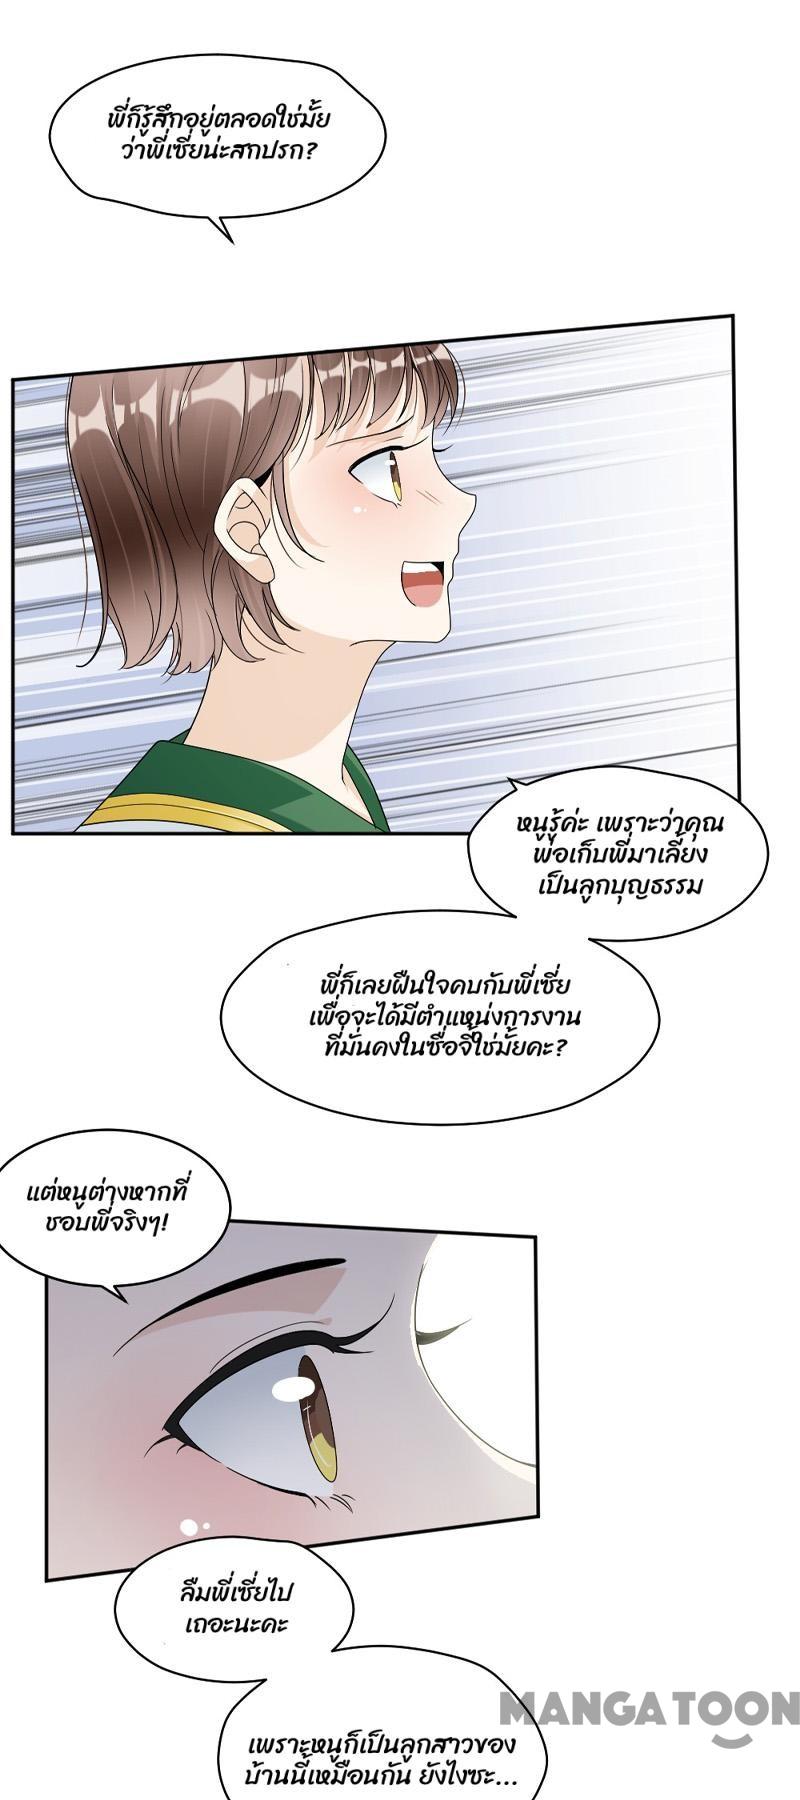 พี่ก็รู้สึกอยู่ตลอดใช่มั้ย
ว่าพี่เซี่ยน่ะสกปรก?
หนูรู้ค่ะ เพราะว่าคุณ
พ่อเก็บพี่มาเลี้ยง
เป็นลูกบุญธรรม
พี่ก็เลยฝืนใจคบกับพี่เซี่ย
เพื่อจะได้มีตำแหน่งการงาน
ที่มั่นคงในซื่อจี้ใช่มั้ยคะ?
แต่หนูต่างหากที่
ชอบพี่จริงๆ!
ลืมพี่เซี่ยไป
เถอะนะคะ
MANGATOON
เพราะหนูก็เป็นลูกสาวของ
บ้านนี้เหมือนกัน ยังไงซะ...